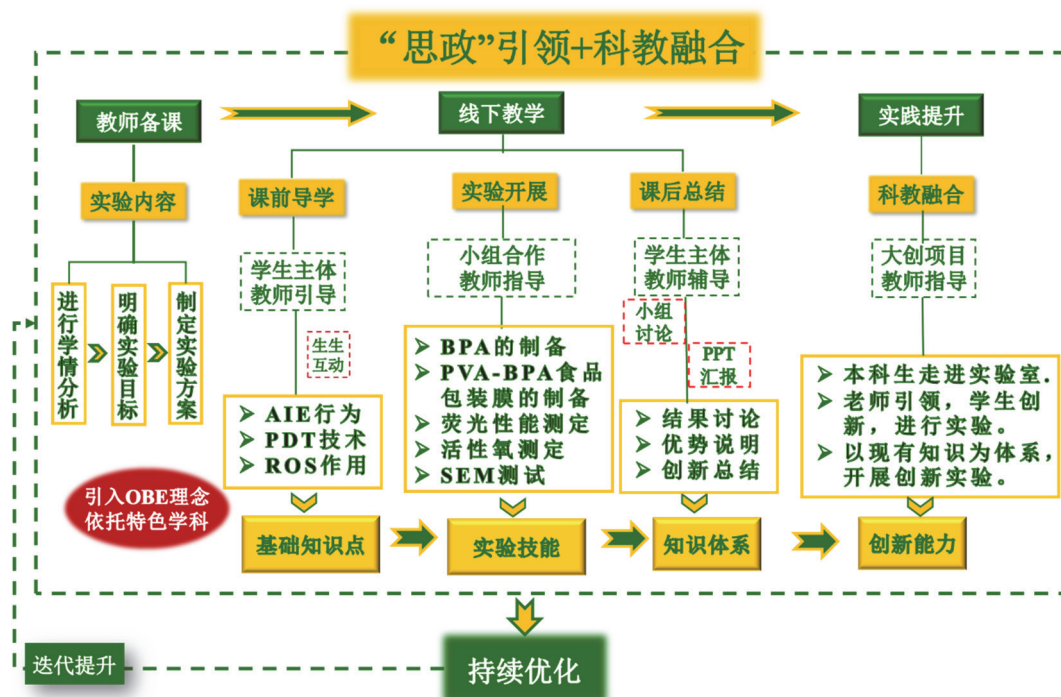 “思政”引领+科教融合
教师备课
线下教学
实践提升
实验内容
课前导学
实验开展
课后总结
科教融合
进行学情分析
明确实验目标
制定实验方案
学生主体
教师引导
小组合作
教师指导
学生主体
教师辅导
大创项目
教师指导
生生
互动
小组
讨论
PPT
汇报
AIE行为
PDT技术
ROS作用
BPA的制备
PVA-BPA食品
包装膜的制备
荧光性能测定
活性氧测定
SEM测试
结果讨论
优势说明
创新总结
本科生走进实验室.
老师引领，学生创
新，进行实验。
以现有知识为体系，
开展创新实验。
引入OBE理念
依托特色学科
基础知识点
实验技能
知识体系
创新能力
迭代提升
持续优化